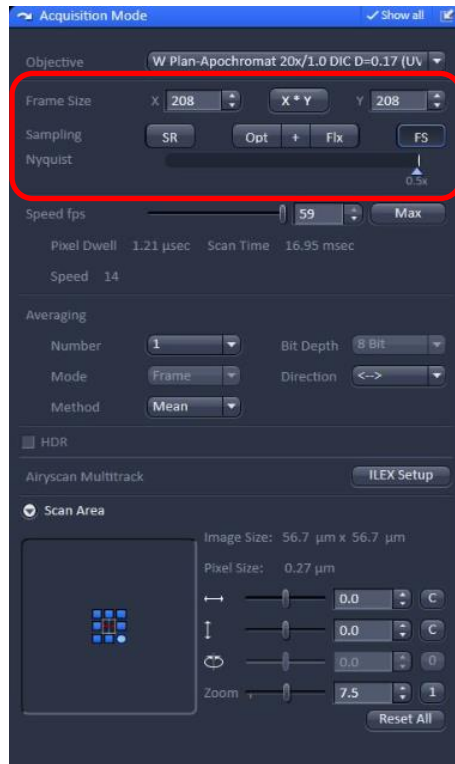 Acquisition Mode ✓ Show all
Objective W Plan-Apochromat 20x/1.0 DIC D=0.17 (UV
Frame Size X 208 X * Y Y 208
Sampling SR Opt + Flx FS
Nyquist
0.5x
Speed fps 59 Max
Pixel Dwell 1.21 µsec Scan Time 16.95 msec
Speed 14
Averaging
Number 1 Bit Depth 8 Bit
Mode Frame Direction <-->
Method Mean
HDR
Airyscan Multitrack ILEX Setup
Scan Area
Image Size: 56.7 µm x 56.7 µm
Pixel Size: 0.27 µm
0.0 C
0.0 C
0.0 0
Zoom 7.5 1
Reset All